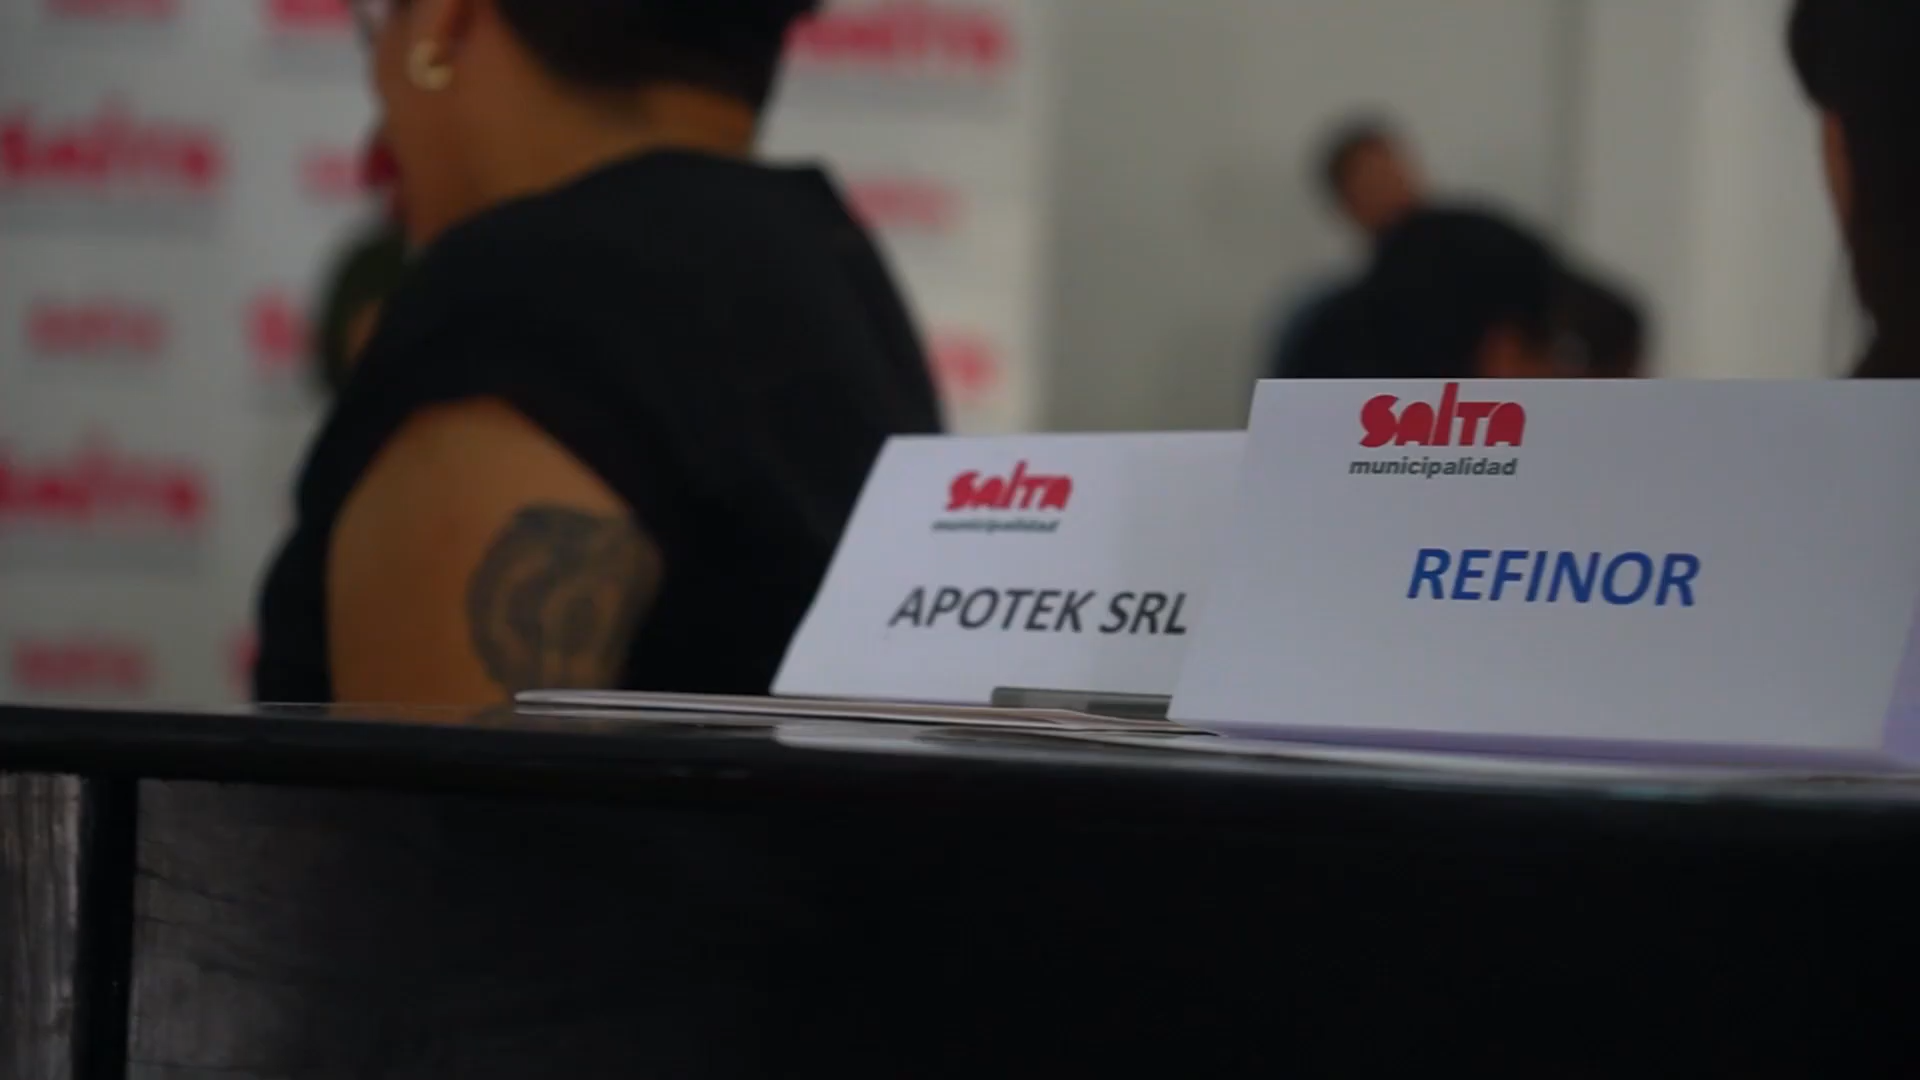 Salta
municipalidad
APOTEK SRL
Salta
municipalidad
REFINOR